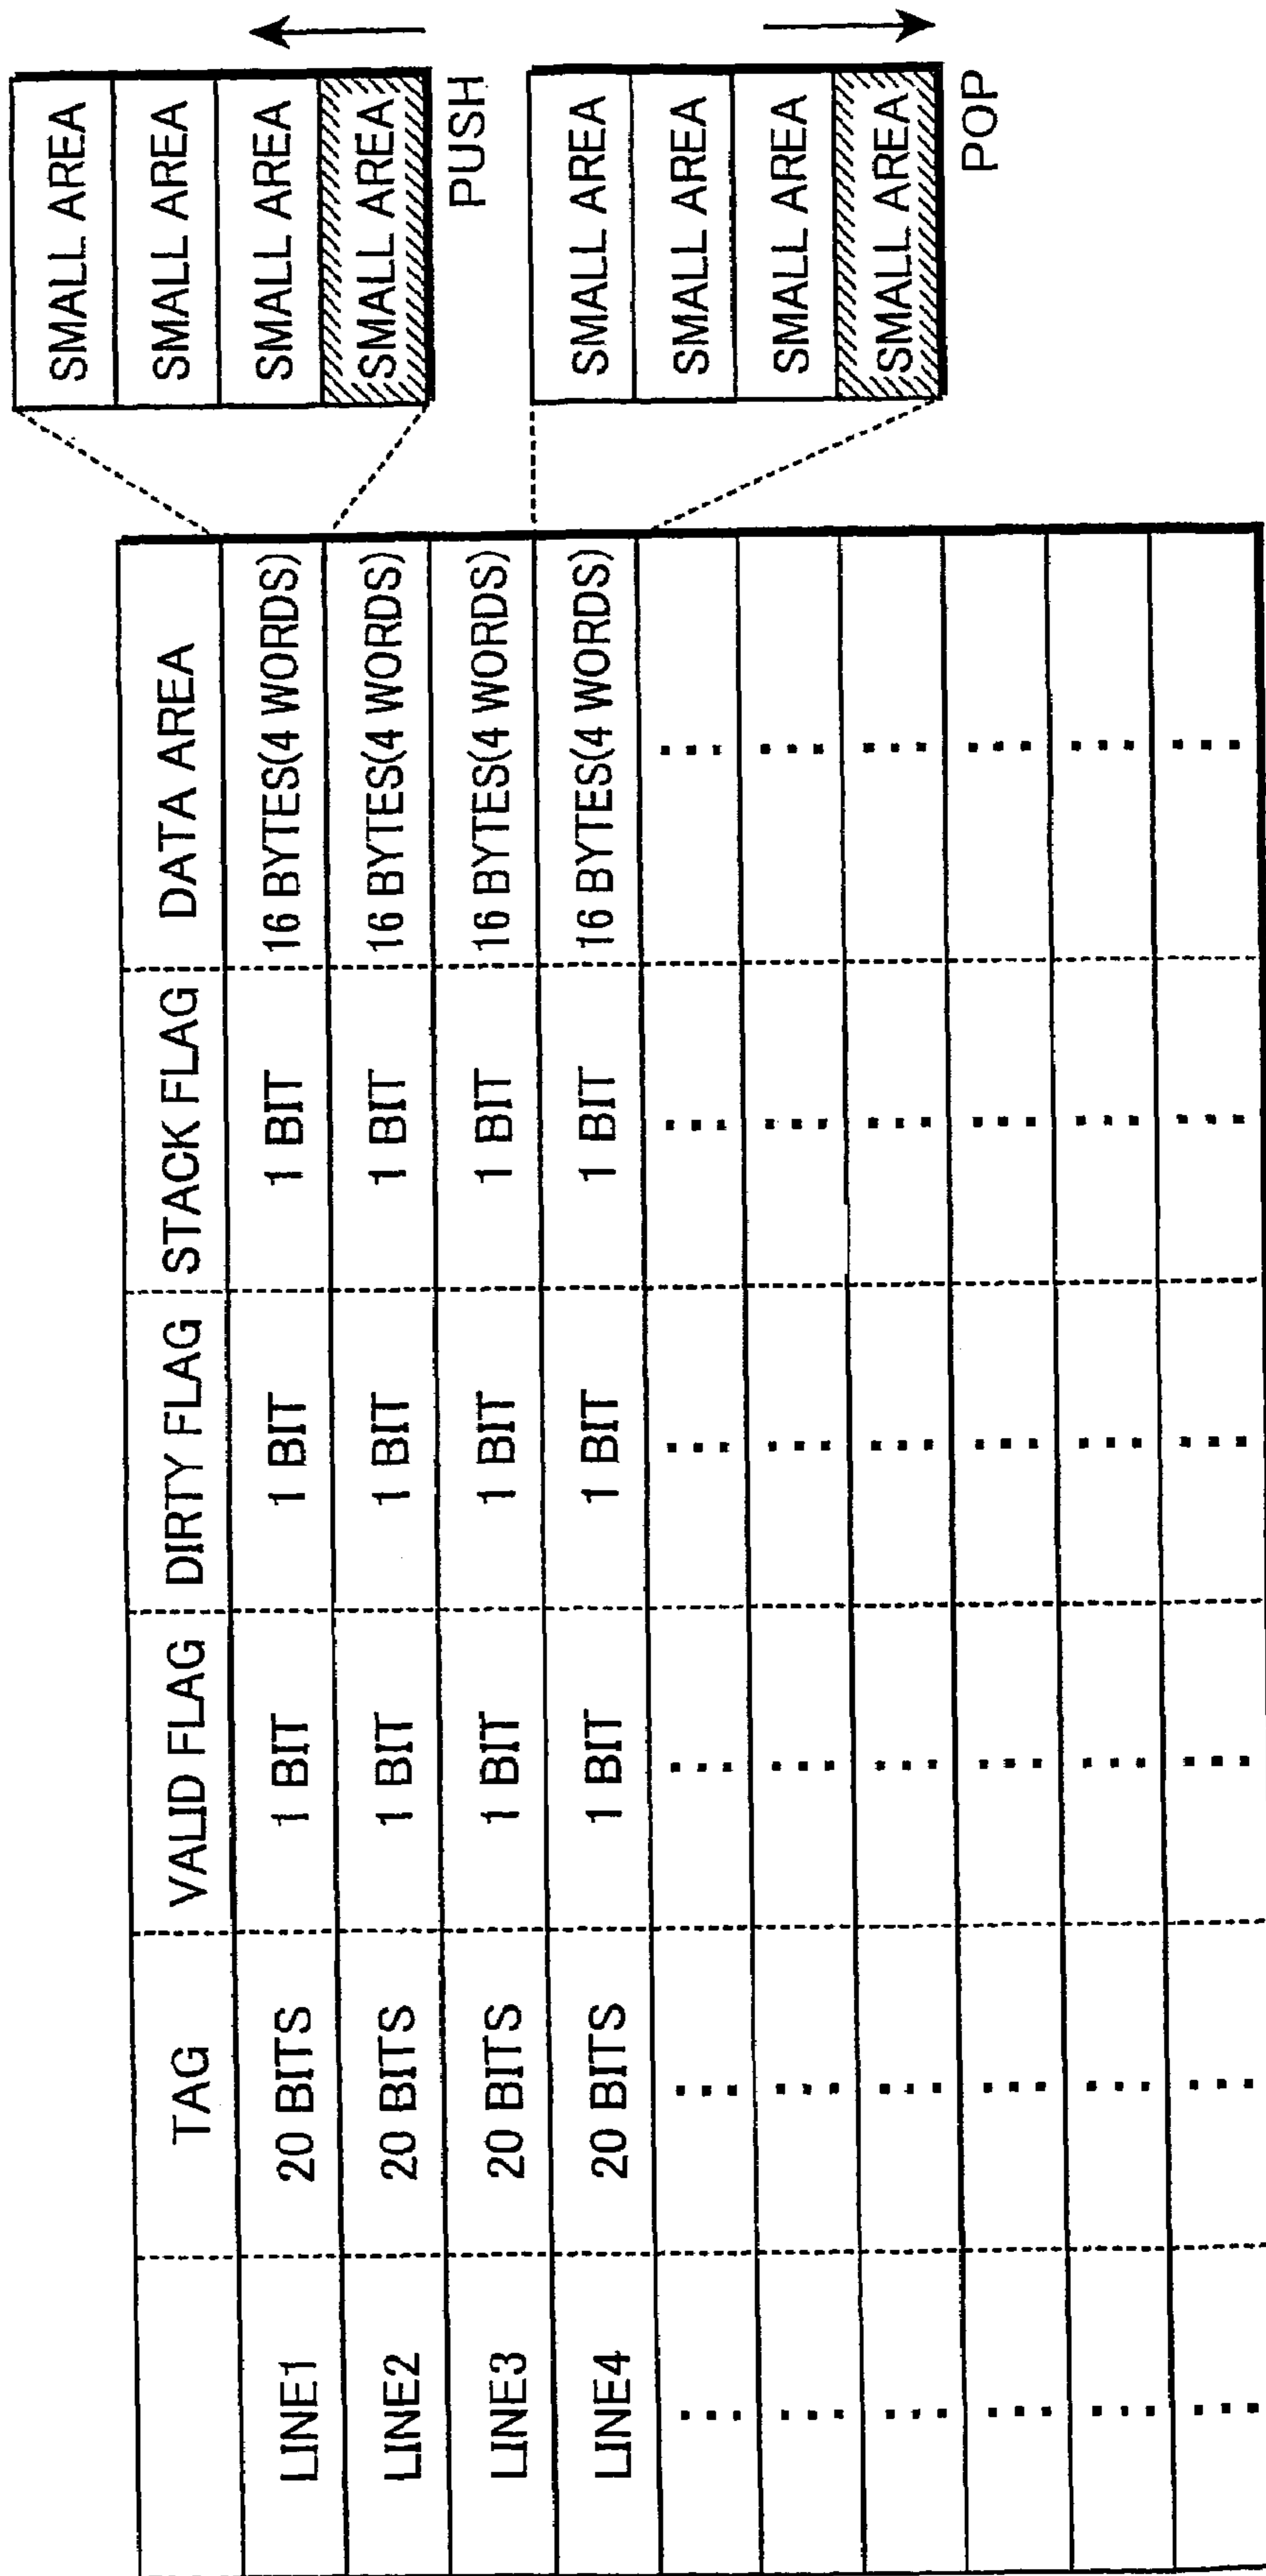 TAG VALID FLAG DIRTY FLAG STACK FLAG DATA AREA
LINE1 20 BITS 1 BIT 1 BIT 1 BIT 16 BYTES(4 WORDS)
LINE2 20 BITS 1 BIT 1 BIT 1 BIT 16 BYTES(4 WORDS)
LINE3 20 BITS 1 BIT 1 BIT 1 BIT 16 BYTES(4 WORDS)
LINE4 20 BITS 1 BIT 1 BIT 1 BIT 16 BYTES(4 WORDS)
... ... ... ... ... ...
... ... ... ... ... ...
... ... ... ... ... ...
... ... ... ... ... ...
... ... ... ... ... ...
... ... ... ... ... ...
SMALL AREA
SMALL AREA
SMALL AREA
SMALL AREA
PUSH
SMALL AREA
SMALL AREA
SMALL AREA
SMALL AREA
POP